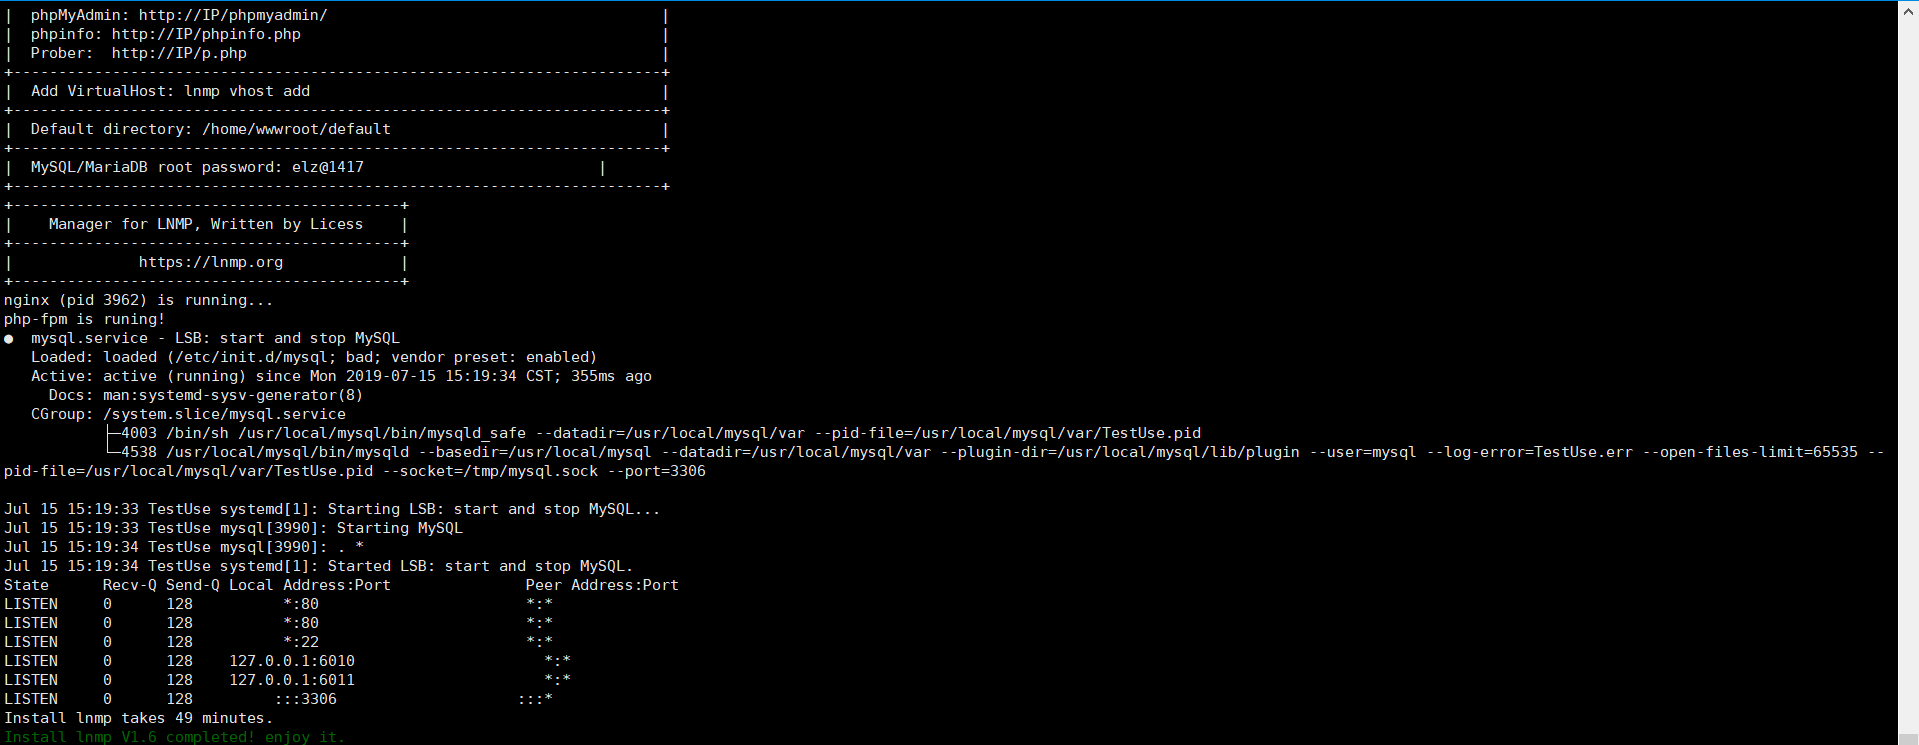 |  phpMyAdmin: http://IP/phpmyadmin/                                     |
|  phpinfo: http://IP/phpinfo.php                                        |
|  Prober:  http://IP/p.php                                              |
+------------------------------------------------------------------------+
|  Add VirtualHost: lnmp vhost add                                       |
+------------------------------------------------------------------------+
|  Default directory: /home/wwwroot/default                              |
+------------------------------------------------------------------------+
|  MySQL/MariaDB root password: elz@1417                          |
+------------------------------------------------------------------------+
+-------------------------------------------+
|    Manager for LNMP, Written by Licess    |
+-------------------------------------------+
|              https://lnmp.org             |
+-------------------------------------------+
nginx (pid 3962) is running...
php-fpm is runing!
●  mysql.service - LSB: start and stop MySQL
   Loaded: loaded (/etc/init.d/mysql; bad; vendor preset: enabled)
   Active: active (running) since Mon 2019-07-15 15:19:34 CST; 355ms ago
     Docs: man:systemd-sysv-generator(8)
   CGroup: /system.slice/mysql.service
           ├─4003 /bin/sh /usr/local/mysql/bin/mysqld_safe --datadir=/usr/local/mysql/var --pid-file=/usr/local/mysql/var/TestUse.pid
           └─4538 /usr/local/mysql/bin/mysqld --basedir=/usr/local/mysql --datadir=/usr/local/mysql/var --plugin-dir=/usr/local/mysql/lib/plugin --user=mysql --log-error=TestUse.err --open-files-limit=65535 --
pid-file=/usr/local/mysql/var/TestUse.pid --socket=/tmp/mysql.sock --port=3306

Jul 15 15:19:33 TestUse systemd[1]: Starting LSB: start and stop MySQL...
Jul 15 15:19:33 TestUse mysql[3990]: Starting MySQL
Jul 15 15:19:34 TestUse mysql[3990]: . *
Jul 15 15:19:34 TestUse systemd[1]: Started LSB: start and stop MySQL.
State      Recv-Q Send-Q Local Address:Port               Peer Address:Port
LISTEN     0      128          *:80                       *:*
LISTEN     0      128          *:80                       *:*
LISTEN     0      128          *:22                       *:*
LISTEN     0      128    127.0.0.1:6010                     *:*
LISTEN     0      128    127.0.0.1:6011                     *:*
LISTEN     0      128         :::3306                    :::*
Install lnmp takes 49 minutes.
Install lnmp V1.6 completed! enjoy it.